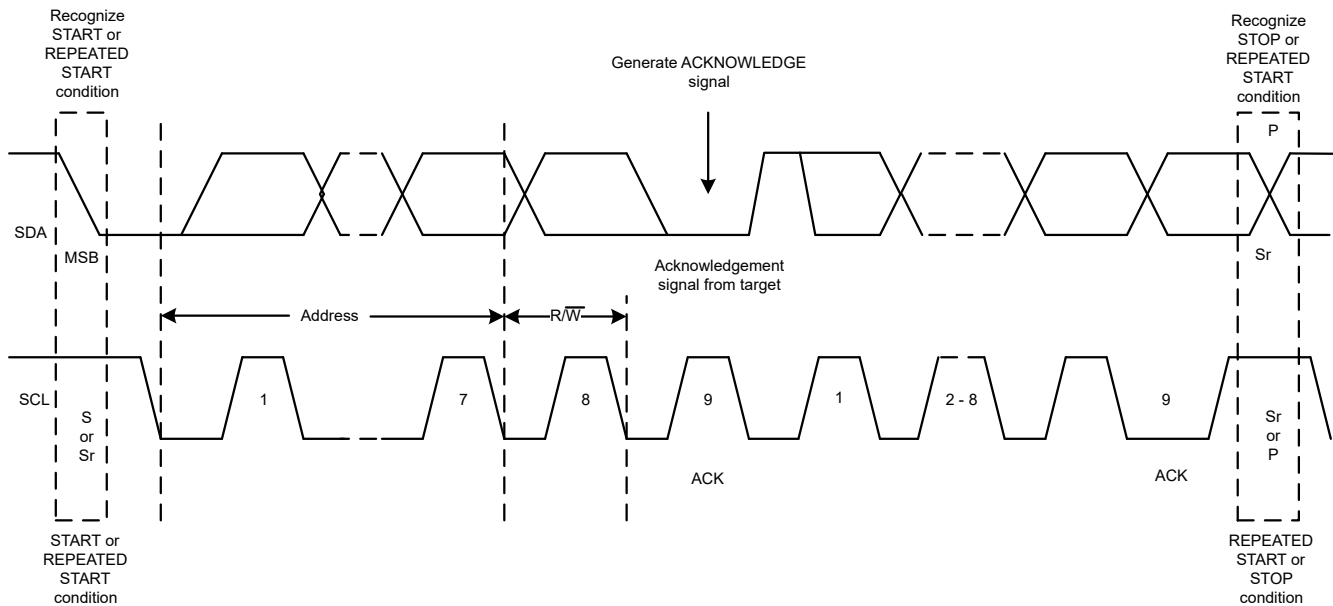 Recognize
START or
REPEATED
START
condition
Generate ACKNOWLEDGE
signal
Recognize
STOP or
REPEATED
START
condition
P
SDA
MSB
Acknowledgement
signal from target
Sr
Address
R/W̅
SCL
S
or
Sr
1
7
8
9
1
2 - 8
9
Sr
or
P
ACK
ACK
START or
REPEATED
START
condition
REPEATED
START or
STOP
condition